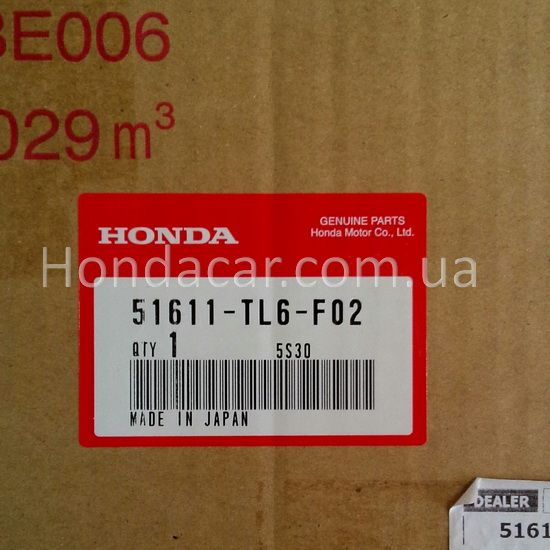 3E006
029 m³
HONDA
GENUINE PARTS
Honda Motor Co., Ltd.
Hondacar.com.ua
51611-TL6-F02
QTY 1 5S30
MADE IN JAPAN
DEALER
5161